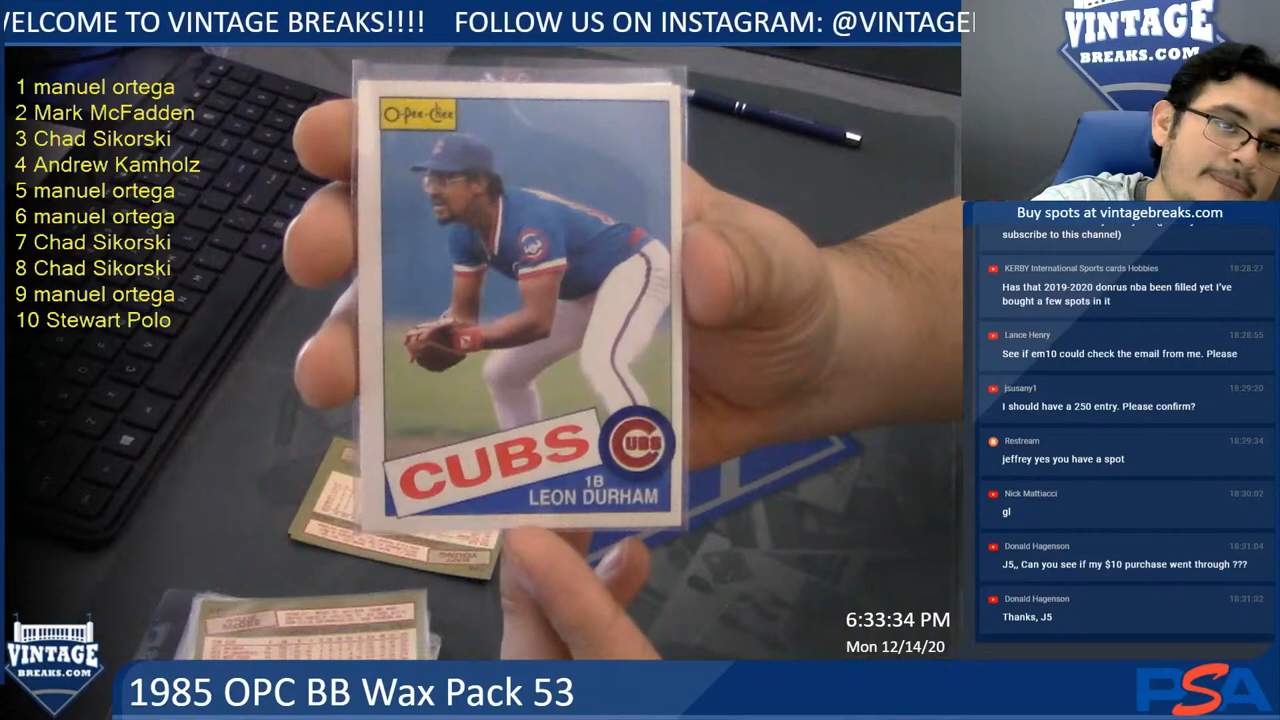 WELCOME TO VINTAGE BREAKS!!!! FOLLOW US ON INSTAGRAM: @VINTAGE
VINTAGE
BREAKS.COM
1 manuel ortega
2 Mark McFadden
3 Chad Sikorski
4 Andrew Kamholz
5 manuel ortega
6 manuel ortega
7 Chad Sikorski
8 Chad Sikorski
9 manuel ortega
10 Stewart Polo
O-pee-chee
CUBS
CUBS
1B
LEON DURHAM
Buy spots at vintagebreaks.com
subscribe to this channel)
KERBY International Sports cards Hobbies 18:28:27
Has that 2019-2020 donrus nba been filled yet I've
bought a few spots in it
Lance Henry 18:28:55
See if em10 could check the email from me. Please
jsusany1 18:29:20
I should have a 250 entry. Please confirm?
Restream 18:29:34
jeffrey yes you have a spot
Nick Mattiacci 18:30:02
gl
Donald Hagenson 18:31:04
J5,, Can you see if my $10 purchase went through ???
Donald Hagenson 18:31:32
Thanks, J5
6:33:34 PM
Mon 12/14/20
VINTAGE
BREAKS.COM
1985 OPC BB Wax Pack 53
PSA